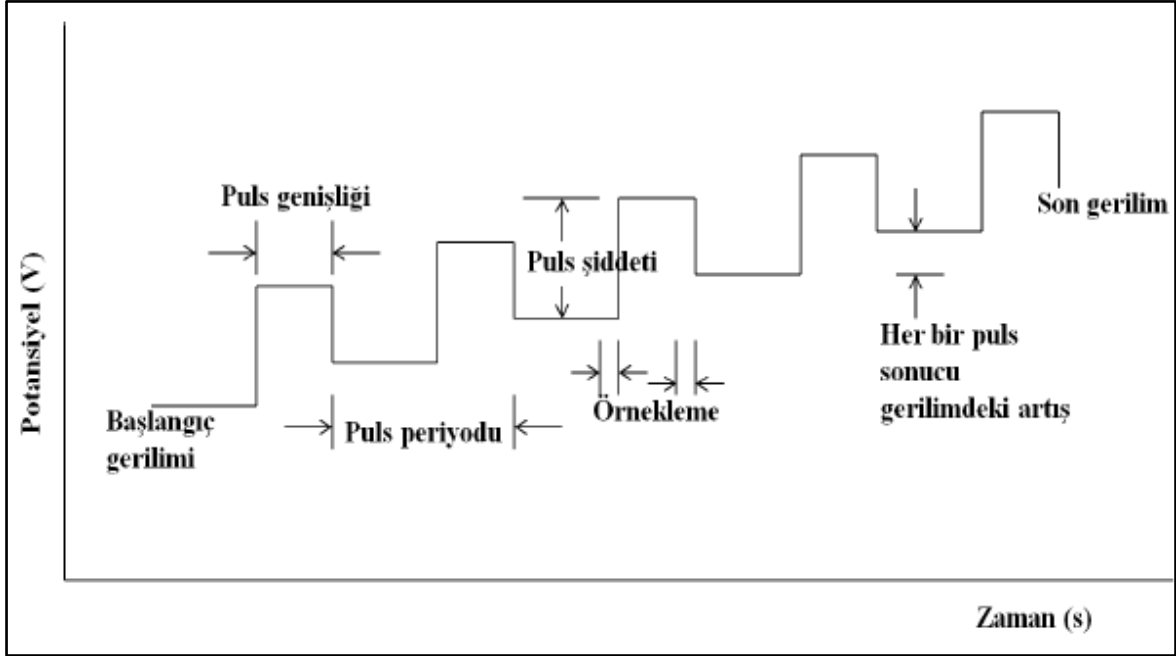 Puls genişliği
Puls şiddeti
Son gerilim
Potansiyel (V)
Başlangıç
gerilimi
Puls periyodu
Örnekleme
Her bir puls
sonucu
gerilimdeki artış
Zaman (s)